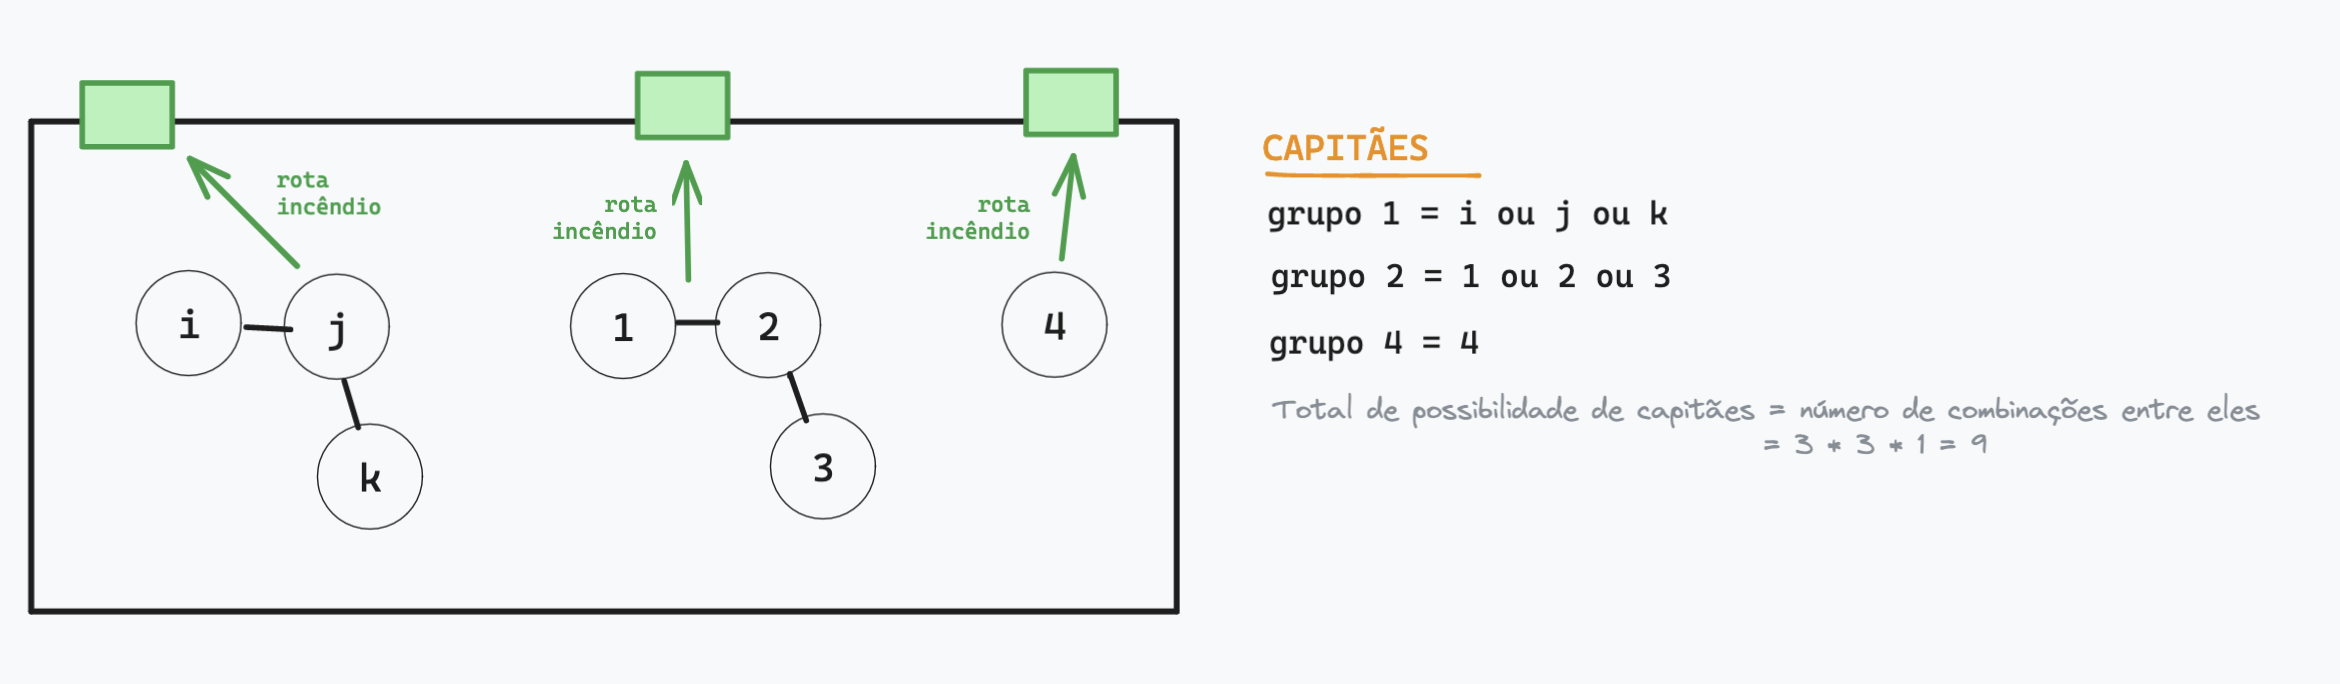 rota
incêndio
rota
incêndio
rota
incêndio
i
j
k
1
2
3
4
CAPITÃES
grupo 1 = i ou j ou k
grupo 2 = 1 ou 2 ou 3
grupo 4 = 4
Total de possibilidade de capitães = número de combinações entre eles
= 3 * 3 * 1 = 9